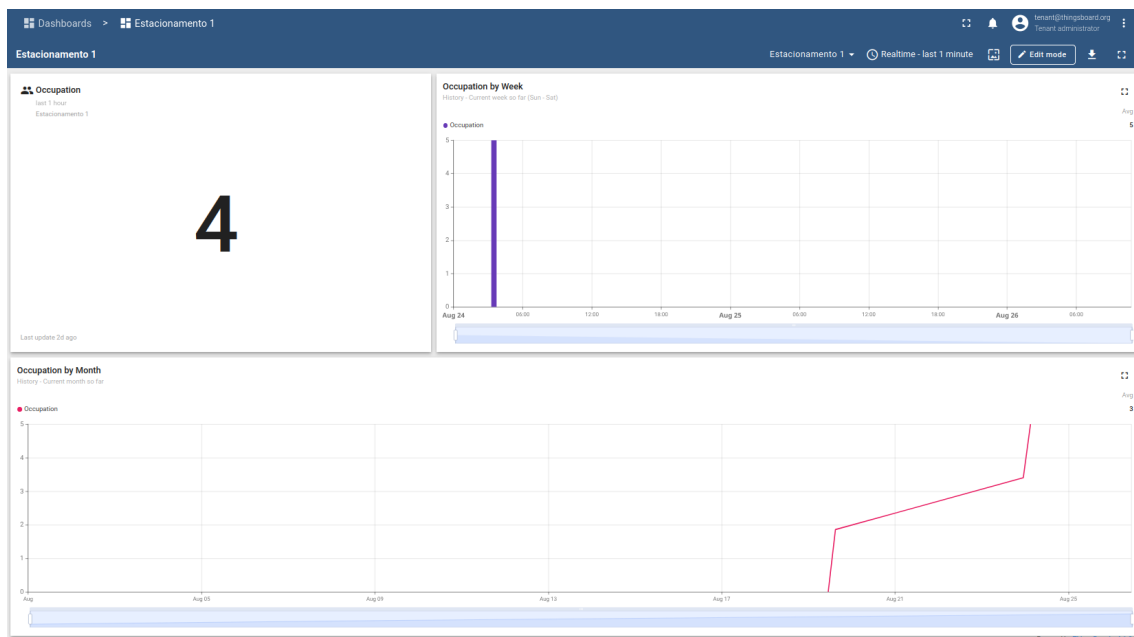 Dashboards > Estacionamento 1
tenant@thingsboard.org
Tenant administrator
Estacionamento 1
Estacionamento 1 Realtime - last 1 minute Edit mode
Occupation
last 1 hour
Estacionamento 1
4
Last update 2d ago
Occupation by Week
History - Current week so far (Sun - Sat)
Avg
Occupation 5
5
4
3
2
1
0
Aug 24 06:00 12:00 18:00 Aug 25 06:00 12:00 18:00 Aug 26 06:00
Occupation by Month
History - Current month so far
Avg
Occupation 3
5
4
3
2
1
0
Aug Aug 05 Aug 09 Aug 13 Aug 17 Aug 21 Aug 25